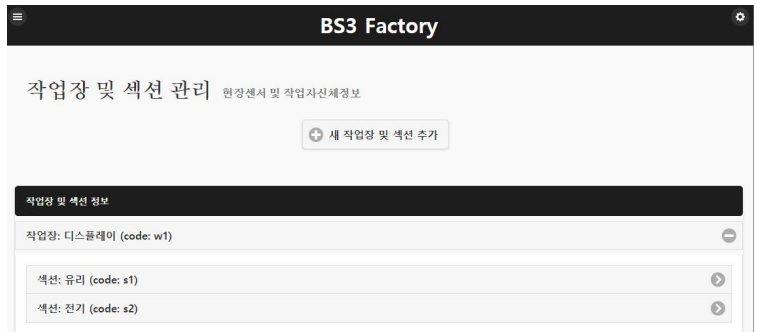 BS3 Factory
작업장 및 섹션 관리 현장센서 및 작업자신체정보
새 작업장 및 섹션 추가
작업장 및 섹션 정보
작업장: 디스플레이 (code: w1)
섹션: 유리 (code: s1)
섹션: 전기 (code: s2)